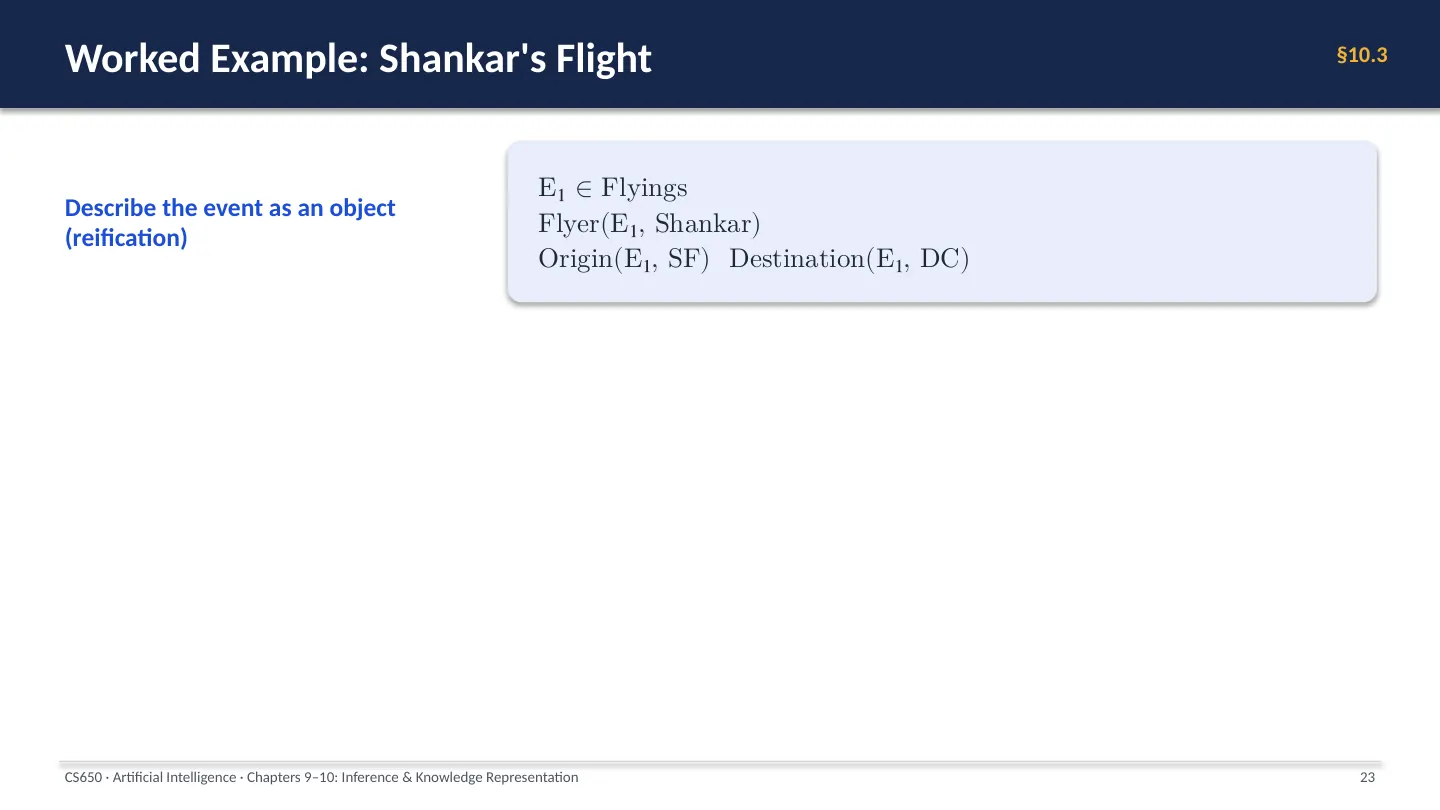 Worked Example: Shankar's Flight
§10.3
Describe the event as an object
(reification)
E₁ ∈ Flyings
Flyer(E₁, Shankar)
Origin(E₁, SF) Destination(E₁, DC)
CS650 · Artificial Intelligence · Chapters 9–10: Inference & Knowledge Representation
23